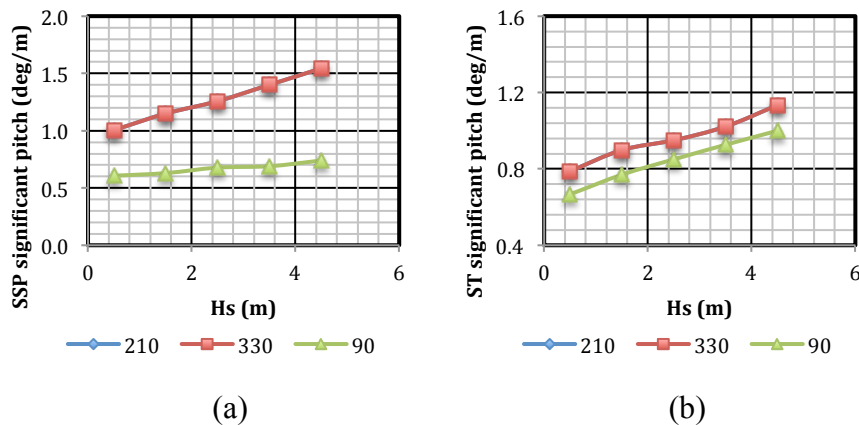 2.0
1.5
1.0
0.5
0.0
SSP significant pitch (deg/m)
0 2 4 6
Hs (m)
210 330 90
(a)
1.6
1.2
0.8
0.4
ST significant pitch (deg/m)
0 2 4 6
Hs (m)
210 330 90
(b)